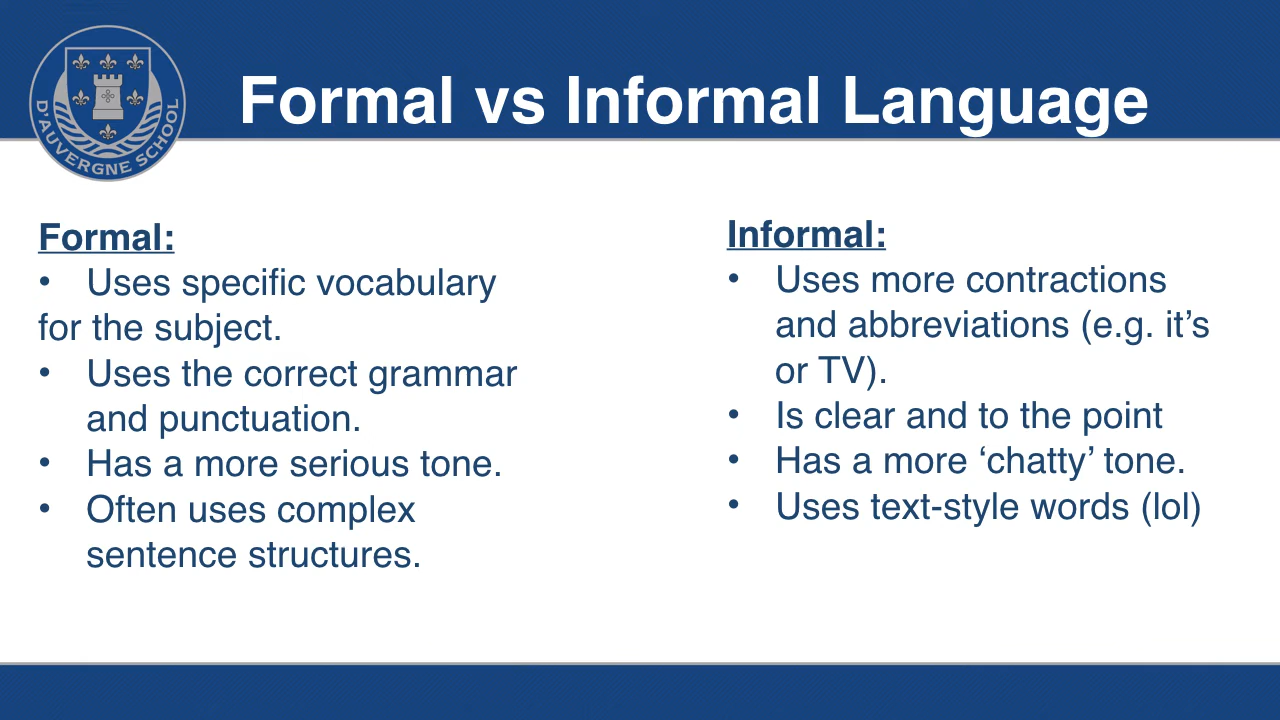 D'AUVERGNE SCHOOL
Formal vs Informal Language
Formal:
• Uses specific vocabulary
for the subject.
• Uses the correct grammar
and punctuation.
• Has a more serious tone.
• Often uses complex
sentence structures.
Informal:
• Uses more contractions
and abbreviations (e.g. it’s
or TV).
• Is clear and to the point
• Has a more ‘chatty’ tone.
• Uses text-style words (lol)